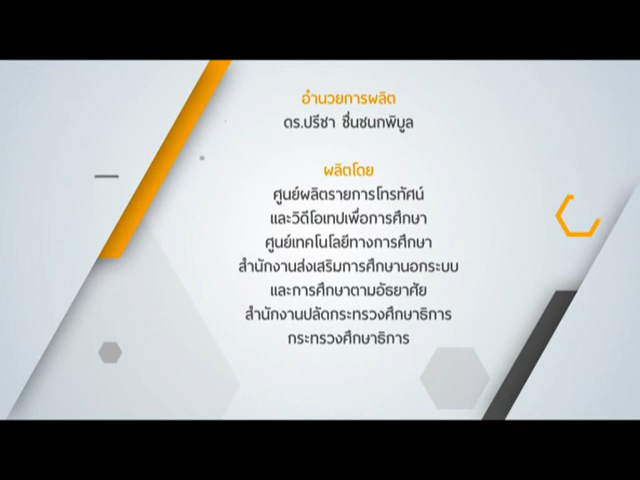 อำนวยการผลิต
ดร.ปรีชา ชื่นชนกพิบูล
ผลิตโดย
ศูนย์ผลิตรายการโทรทัศน์
และวิดีโอเทปเพื่อการศึกษา
ศูนย์เทคโนโลยีทางการศึกษา
สำนักงานส่งเสริมการศึกษานอกระบบ
และการศึกษาตามอัธยาศัย
สำนักงานปลัดกระทรวงศึกษาธิการ
กระทรวงศึกษาธิการ